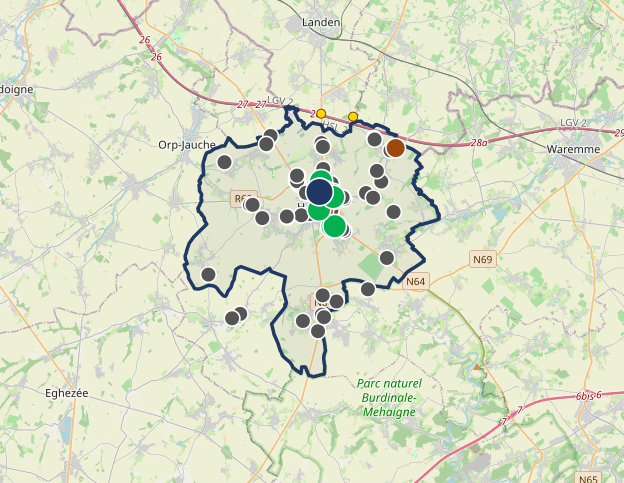 Landen
26
26
doigne
27
27
LGV 2
LGV 2
28a
29
Orp-Jauche
Waremme
N69
N64
Parc naturel
Burdinale-
Mehaigne
Eghezée
7
7
6bis
6
N65